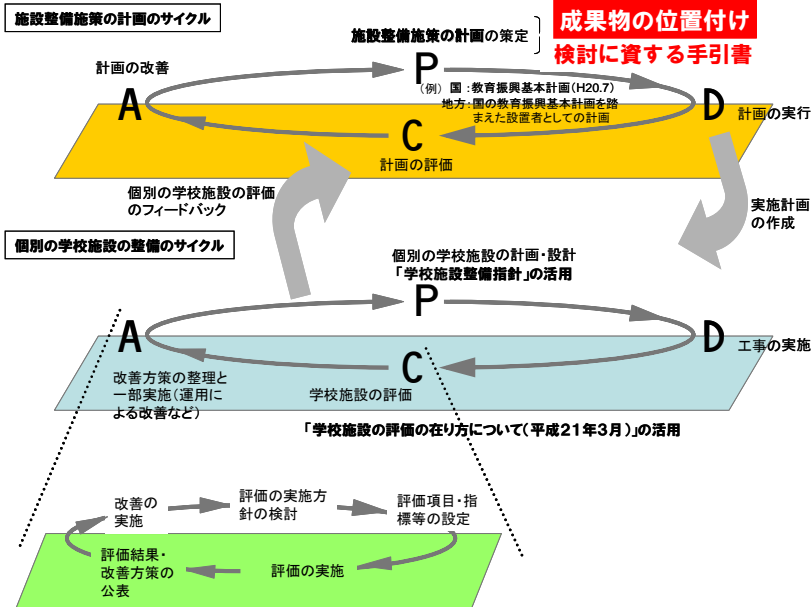 施設整備施策の計画のサイクル
成果物の位置付け
検討に資する手引書
施設整備施策の計画の策定
計画の改善
P
(例) 国:教育振興基本計画(H20.7)
地方:国の教育振興基本計画を踏
まえた設置者としての計画
A
D
計画の実行
C
計画の評価
個別の学校施設の評価
のフィードバック
実施計画
の作成
個別の学校施設の整備のサイクル
個別の学校施設の計画・設計
「学校施設整備指針」の活用
P
A
D
工事の実施
C
改善方策の整理と
一部実施(運用に
よる改善など)
学校施設の評価
「学校施設の評価の在り方について(平成21年3月)」の活用
改善の
実施
評価の実施方
針の検討
評価項目・指
標等の設定
評価結果・
改善方策の
公表
評価の実施